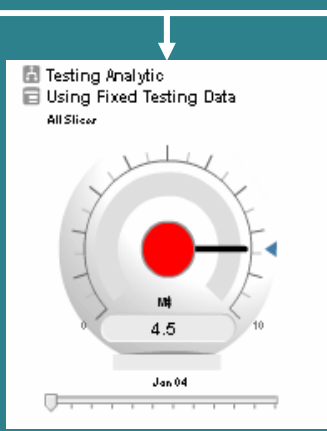 Testing Analytic
Using Fixed Testing Data
All Slicer
M$
0
4.5
10
Jan 04